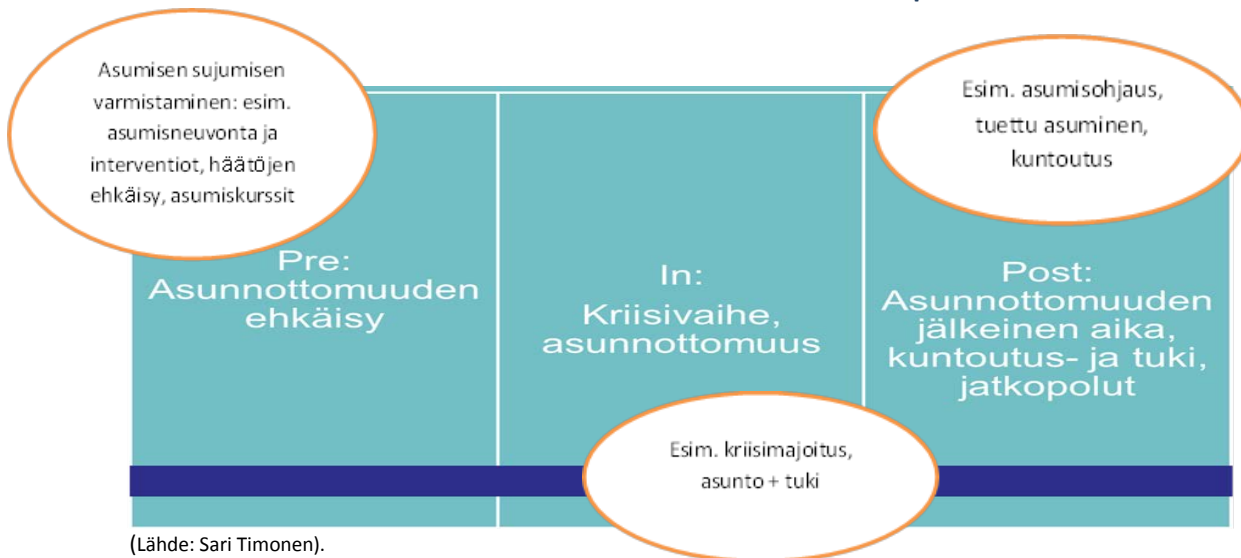 Asumisen sujumisen
varmistaminen: esim.
asumisneuvonta ja
interventiot, häätöjen
ehkäisy, asumiskurssit
Pre:
Asunnottomuuden
ehkäisy
In:
Kriisivaihe,
asunnottomuus
Esim. kriisimajoitus,
asunto + tuki
Esim. asumisohjaus,
tuettu asuminen,
kuntoutus
Post:
Asunnottomuuden
jälkeinen aika,
kuntoutus- ja tuki,
jatkopolut
(Lähde: Sari Timonen).